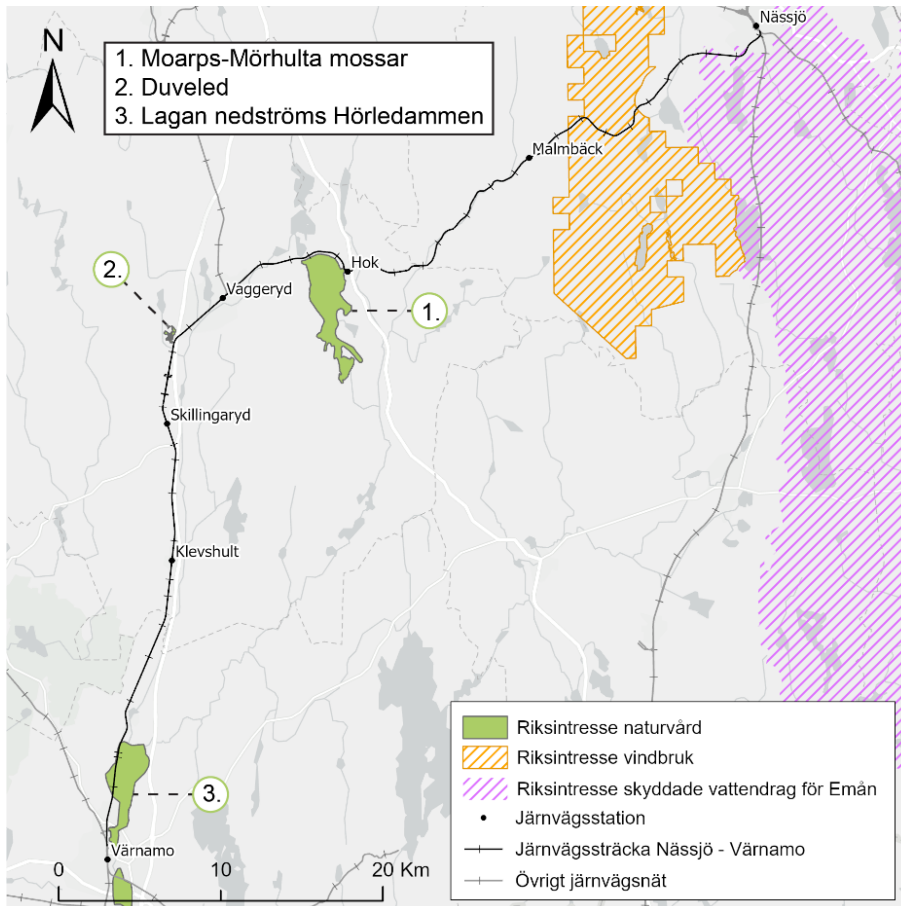 N
1. Moarps-Mörhulta mossar
2. Duveled
3. Lagan nedströms Hörledammen
Nässjö
Malmbäck
Hok
2.
Vaggeryd
1.
Skillingaryd
Klevshult
3.
Värnamo
0 10 20 Km
Riksintresse naturvård
Riksintresse vindbruk
Riksintresse skyddade vattendrag för Emån
Järnvägsstation
Järnvägssträcka Nässjö - Värnamo
Övrigt järnvägsnät